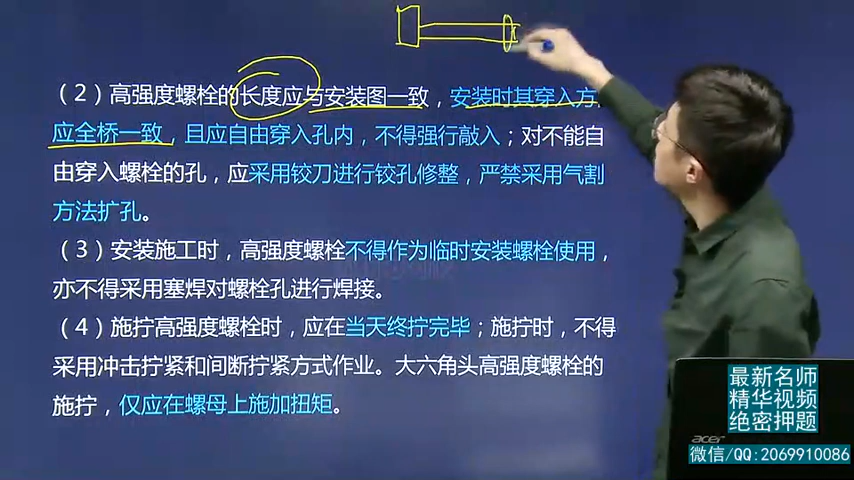 （2）高强度螺栓的长度应与安装图一致，安装时其穿入方
应全桥一致，且应自由穿入孔内，不得强行敲入；对不能自
由穿入螺栓的孔，应采用铰刀进行铰孔修整，严禁采用气割
方法扩孔。
（3）安装施工时，高强度螺栓不得作为临时安装螺栓使用，
亦不得采用塞焊对螺栓孔进行焊接。
（4）施拧高强度螺栓时，应在当天终拧完毕；施拧时，不得
采用冲击拧紧和间断拧紧方式作业。大六角头高强度螺栓的
施拧，仅应在螺母上施加扭矩。
最新名师
精华视频
绝密押题
acer
微信/QQ:2069910086